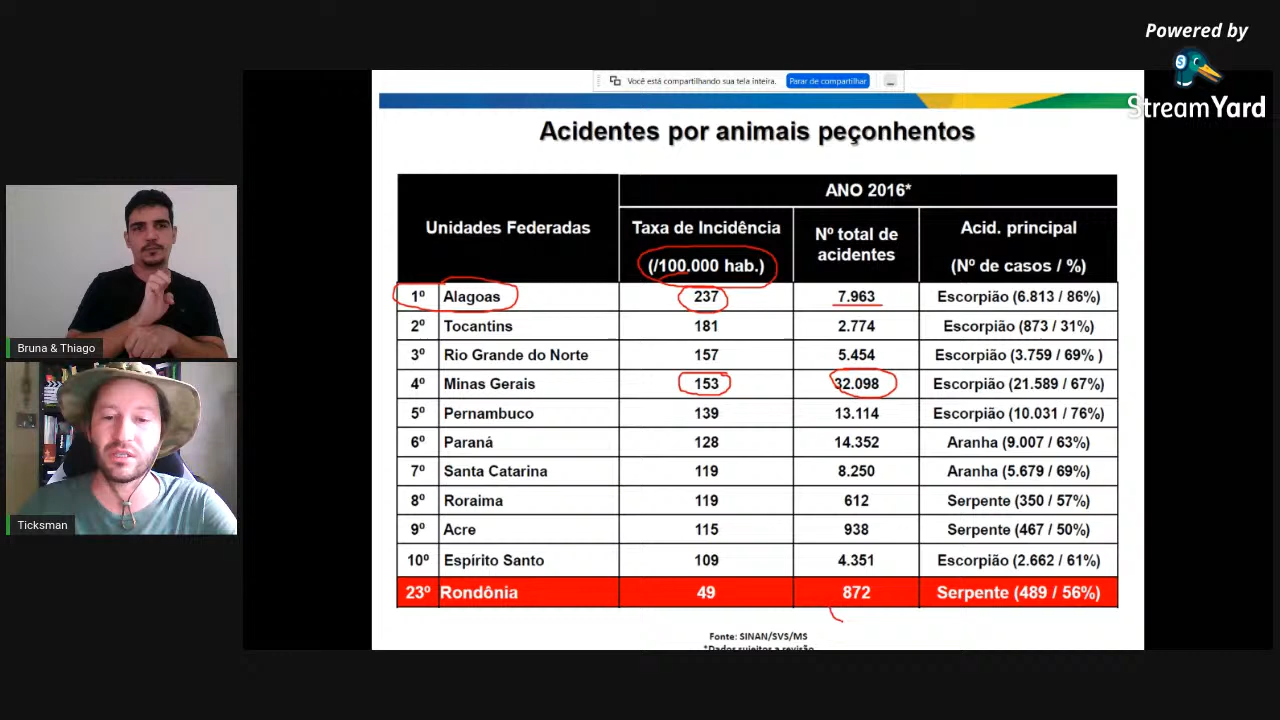 Powered by
StreamYard
Você está compartilhando sua tela inteira. Parar de compartilhar
Acidentes por animais peçonhentos
Unidades Federadas
ANO 2016*
Taxa de Incidência
(/100.000 hab.)
Nº total de
acidentes
Acid. principal
(Nº de casos / %)
1º Alagoas 237 7.963 Escorpião (6.813 / 86%)
2º Tocantins 181 2.774 Escorpião (873 / 31%)
3º Rio Grande do Norte 157 5.454 Escorpião (3.759 / 69% )
4º Minas Gerais 153 32.098 Escorpião (21.589 / 67%)
5º Pernambuco 139 13.114 Escorpião (10.031 / 76%)
6º Paraná 128 14.352 Aranha (9.007 / 63%)
7º Santa Catarina 119 8.250 Aranha (5.679 / 69%)
8º Roraima 119 612 Serpente (350 / 57%)
9º Acre 115 938 Serpente (467 / 50%)
10º Espírito Santo 109 4.351 Escorpião (2.662 / 61%)
23º Rondônia 49 872 Serpente (489 / 56%)
Fonte: SINAN/SVS/MS
*Dados sujeitos a revisão
Bruna & Thiago
Ticksman